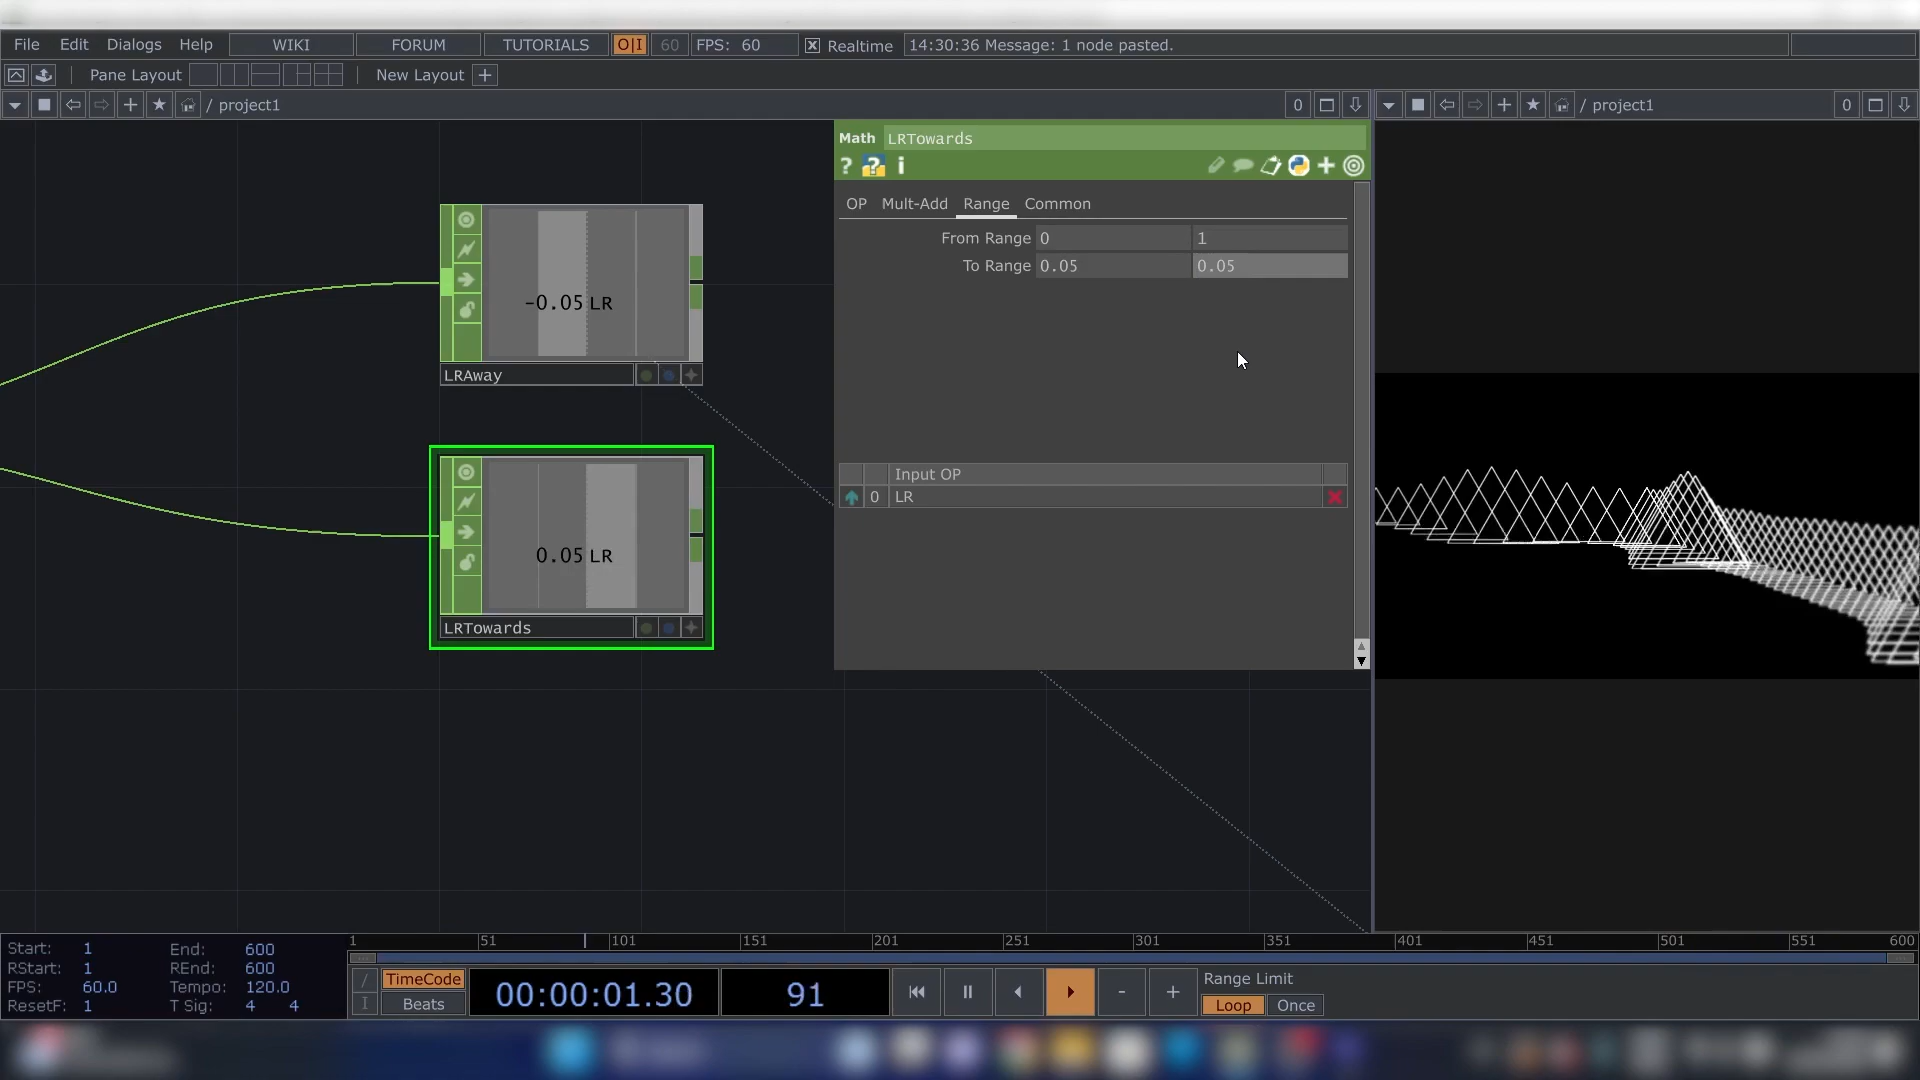 File Edit Dialogs Help WIKI FORUM TUTORIALS O|I 60 FPS: 60 Realtime 14:30:36 Message: 1 node pasted.
Pane Layout New Layout
/ project1 0 / project1 0
Math LRTowards
? ? i
OP Mult-Add Range Common
From Range 0 1
To Range 0.05 0.05
-0.05 LR
LRAway
Input OP
0 LR
0.05 LR
LRTowards
Start: 1 End: 600
RStart: 1 REnd: 600
FPS: 60.0 Tempo: 120.0
ResetF: 1 T Sig: 4 4
1 51 101 151 201 251 301 351 401 451 501 551 600
/ TimeCode
I Beats
00:00:01.30 91
- +
Range Limit
Loop Once